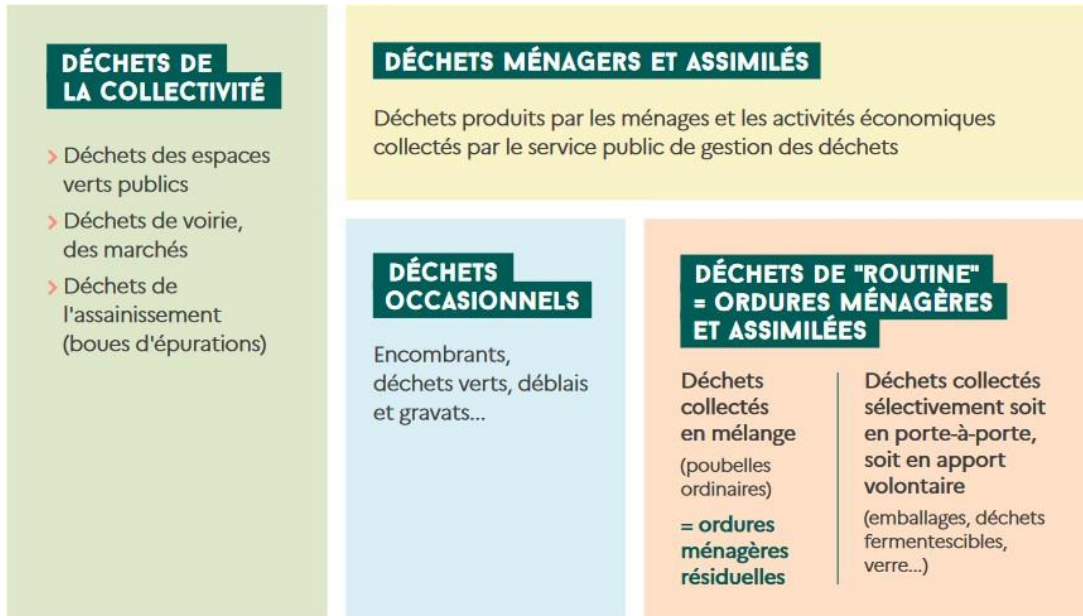 DÉCHETS DE
LA COLLECTIVITÉ
Déchets des espaces
verts publics
Déchets de voirie,
des marchés
Déchets de
l'assainissement
(boues d'épurations)
DÉCHETS MÉNAGERS ET ASSIMILÉS
Déchets produits par les ménages et les activités économiques
collectés par le service public de gestion des déchets
DÉCHETS
OCCASIONNELS
Encombrants,
déchets verts, déblais
et gravats...
DÉCHETS DE "ROUTINE"
= ORDURES MÉNAGÈRES
ET ASSIMILÉES
Déchets
collectés
en mélange
(poubelles
ordinaires)
= ordures
ménagères
résiduelles
Déchets collectés
sélectivement soit
en porte-à-porte,
soit en apport
volontaire
(emballages, déchets
fermentescibles,
verre...)